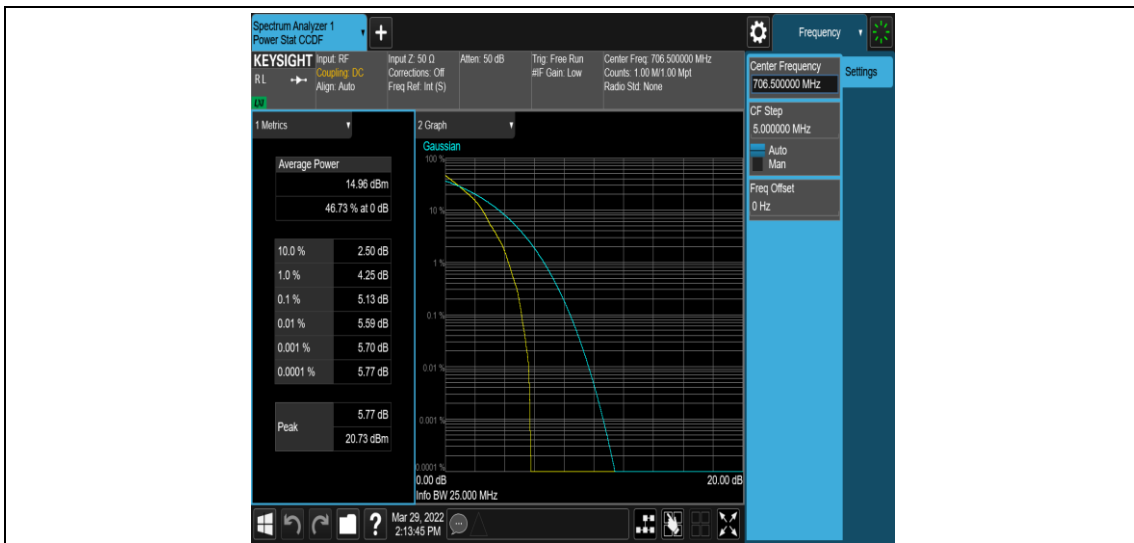 Spectrum Analyzer 1
Power Stat CCDF
+
Frequency
KEYSIGHT
RL
LXI
Input: RF
Coupling: DC
Align: Auto
Input Z: 50 Ω
Corrections: Off
Freq Ref: Int (S)
Atten: 50 dB
Trig: Free Run
#IF Gain: Low
Center Freq: 706.500000 MHz
Counts: 1.00 M/1.00 Mpt
Radio Std: None
Center Frequency
706.500000 MHz
Settings
CF Step
5.000000 MHz
Auto
Man
Freq Offset
0 Hz
1 Metrics
Average Power
14.96 dBm
46.73 % at 0 dB
10.0 % 2.50 dB
1.0 % 4.25 dB
0.1 % 5.13 dB
0.01 % 5.59 dB
0.001 % 5.70 dB
0.0001 % 5.77 dB
Peak
5.77 dB
20.73 dBm
2 Graph
Gaussian
100 %
10 %
1 %
0.1 %
0.01 %
0.001 %
0.0001 %
0.00 dB 20.00 dB
Info BW 25.000 MHz
?
Mar 29, 2022
2:13:45 PM